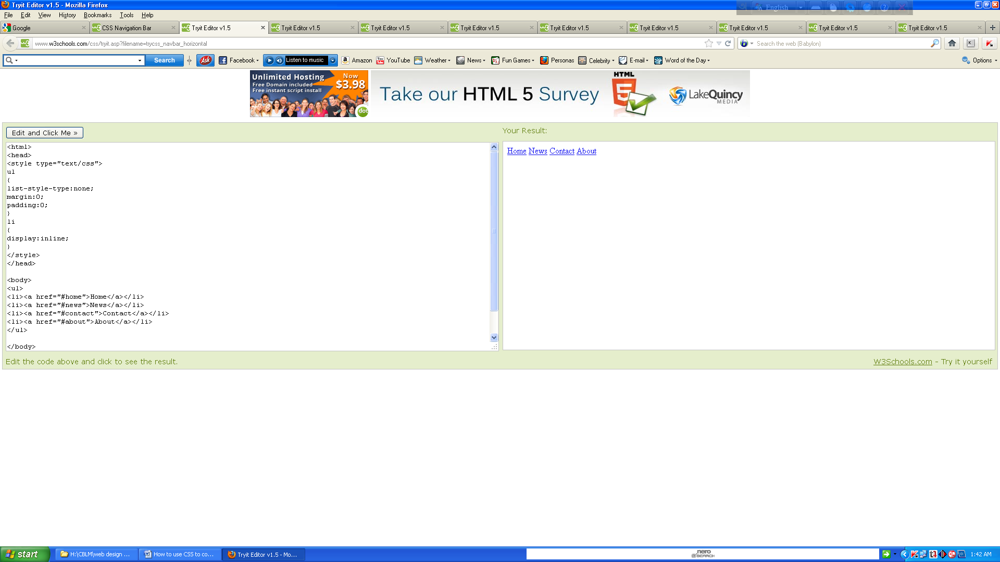 Tryit Editor v1.5 - Mozilla Firefox
English
File Edit View History Bookmarks Tools Help
Google CSS Navigation Bar Tryit Editor v1.5 Tryit Editor v1.5 Tryit Editor v1.5 Tryit Editor v1.5 Tryit Editor v1.5 Tryit Editor v1.5 Tryit Editor v1.5 Tryit Editor v1.5 Tryit Editor v1.5
www.w3schools.com/css/tryit.asp?filename=trycss_navbar_horizontal Search the web (Babylon)
Search Ask Facebook Listen to music Amazon YouTube Weather News Fun Games Personas Celebrity E-mail Word of the Day Options
Unlimited Hosting Now
Free Domain included $3.98
Free instant script install
dot
Take our HTML 5 Survey
HTML
LakeQuincy
MEDIA
Edit and Click Me »
Your Result:
<html>
<head>
<style type="text/css">
ul
{
list-style-type:none;
margin:0;
padding:0;
}
li
{
display:inline;
}
</style>
</head>
<body>
<ul>
<li><a href="#home">Home</a></li>
<li><a href="#news">News</a></li>
<li><a href="#contact">Contact</a></li>
<li><a href="#about">About</a></li>
</ul>
</body>
Home News Contact About
Edit the code above and click to see the result.
W3Schools.com - Try it yourself
start H:\CBLM\web design ... How to use CSS to co... Tryit Editor v1.5 - Mo... nero SEARCH 1:42 AM